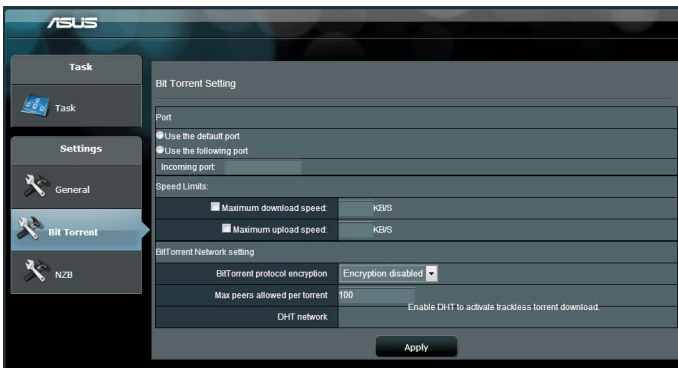 ASUS
Task
Task
Settings
General
Bit Torrent
NZB
Bit Torrent Setting
Port
Use the default port
Use the following port
Incoming port:
Speed Limits:
Maximum download speed: KB/S
Maximum upload speed: KB/S
BitTorrent Network setting
BitTorrent protocol encryption Encryption disabled
Max peers allowed per torrent 100
Enable DHT to activate trackless torrent download.
DHT network
Apply